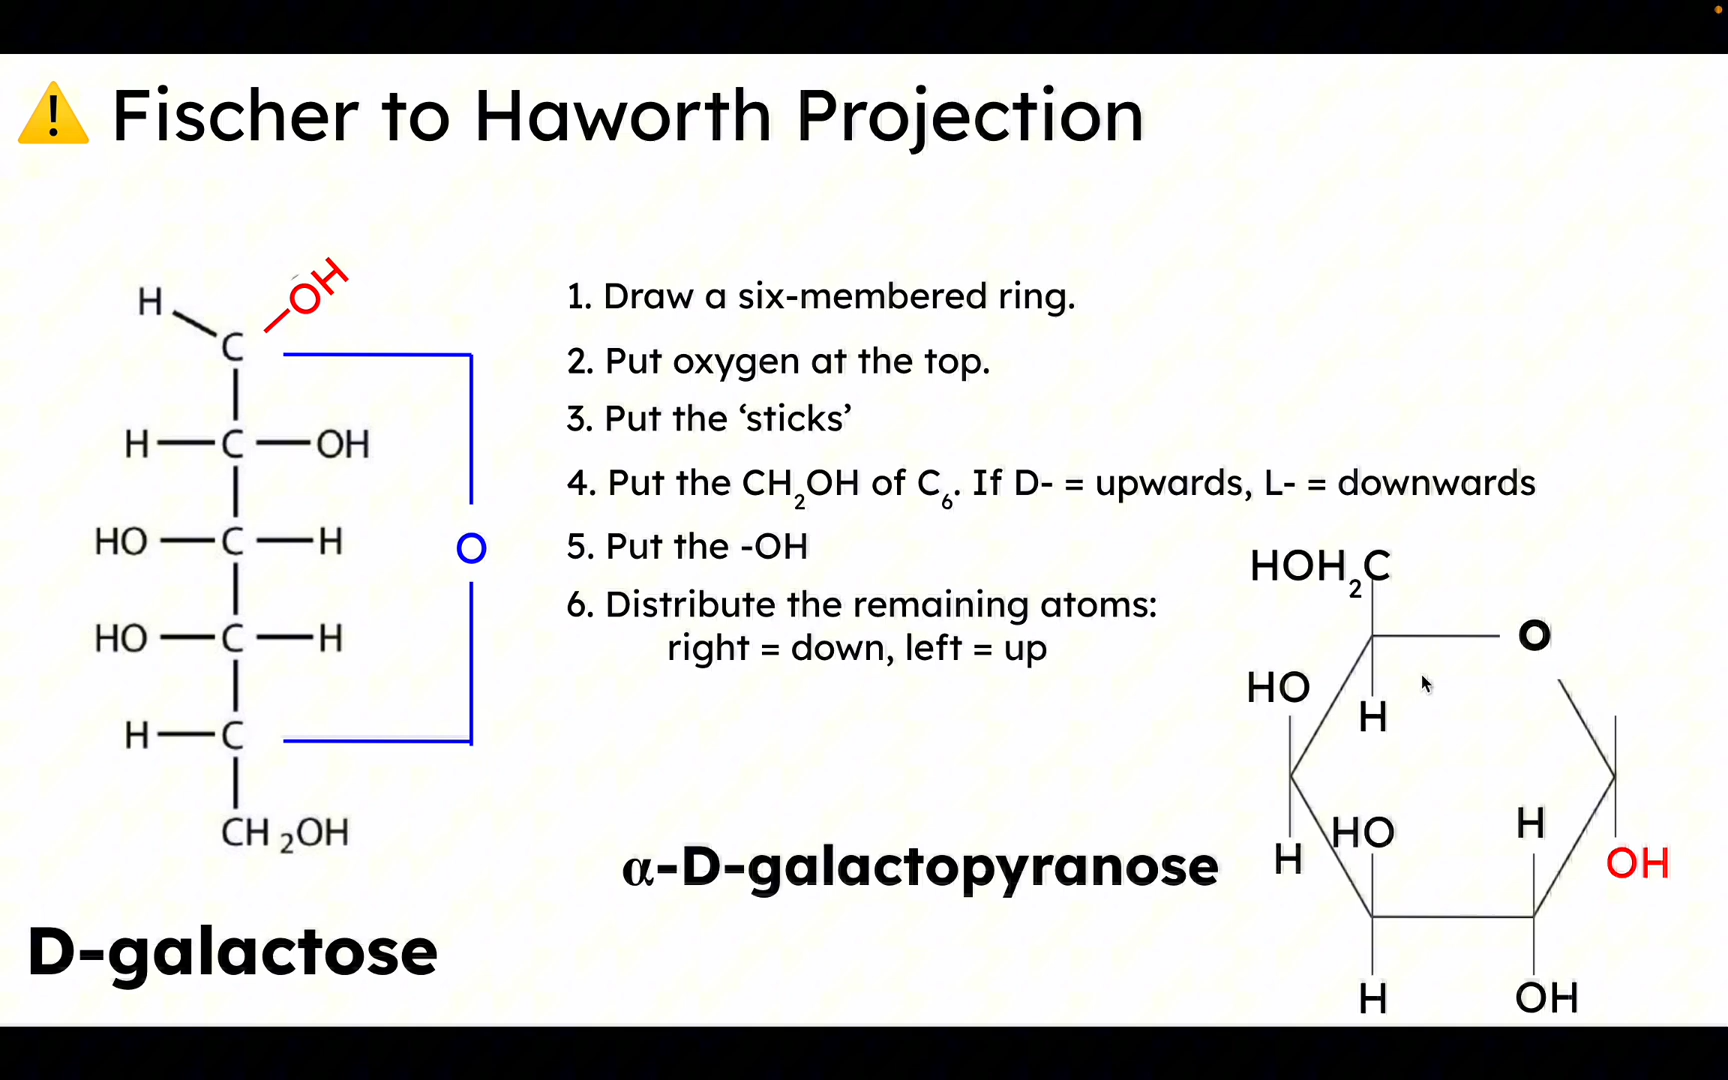 ⚠️ Fischer to Haworth Projection
H
OH
C
H C OH
HO C H
HO C H
H C
CH2OH
O
D-galactose
1. Draw a six-membered ring.
2. Put oxygen at the top.
3. Put the ‘sticks’
4. Put the CH2OH of C6. If D- = upwards, L- = downwards
5. Put the -OH
6. Distribute the remaining atoms:
right = down, left = up
α-D-galactopyranose
HOH2C
O
HO
H
HO
H
H
OH
H
OH